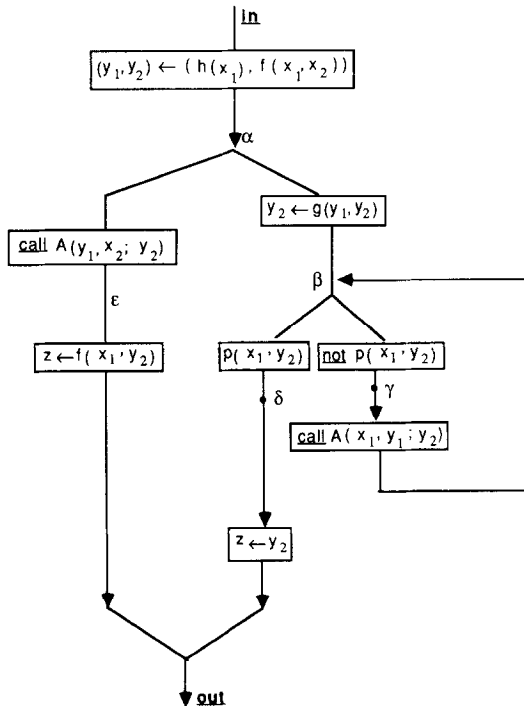 in
(y₁,y₂) ← ( h(x₁) , f( x₁,x₂ ))
α
y₂ ← g(y₁,y₂)
call A(y₁,x₂; y₂)
β
ε
z ← f( x₁,y₂)
p( x₁,y₂)
not p( x₁,y₂)
δ
γ
call A( x₁, y₁; y₂)
z ← y₂
out